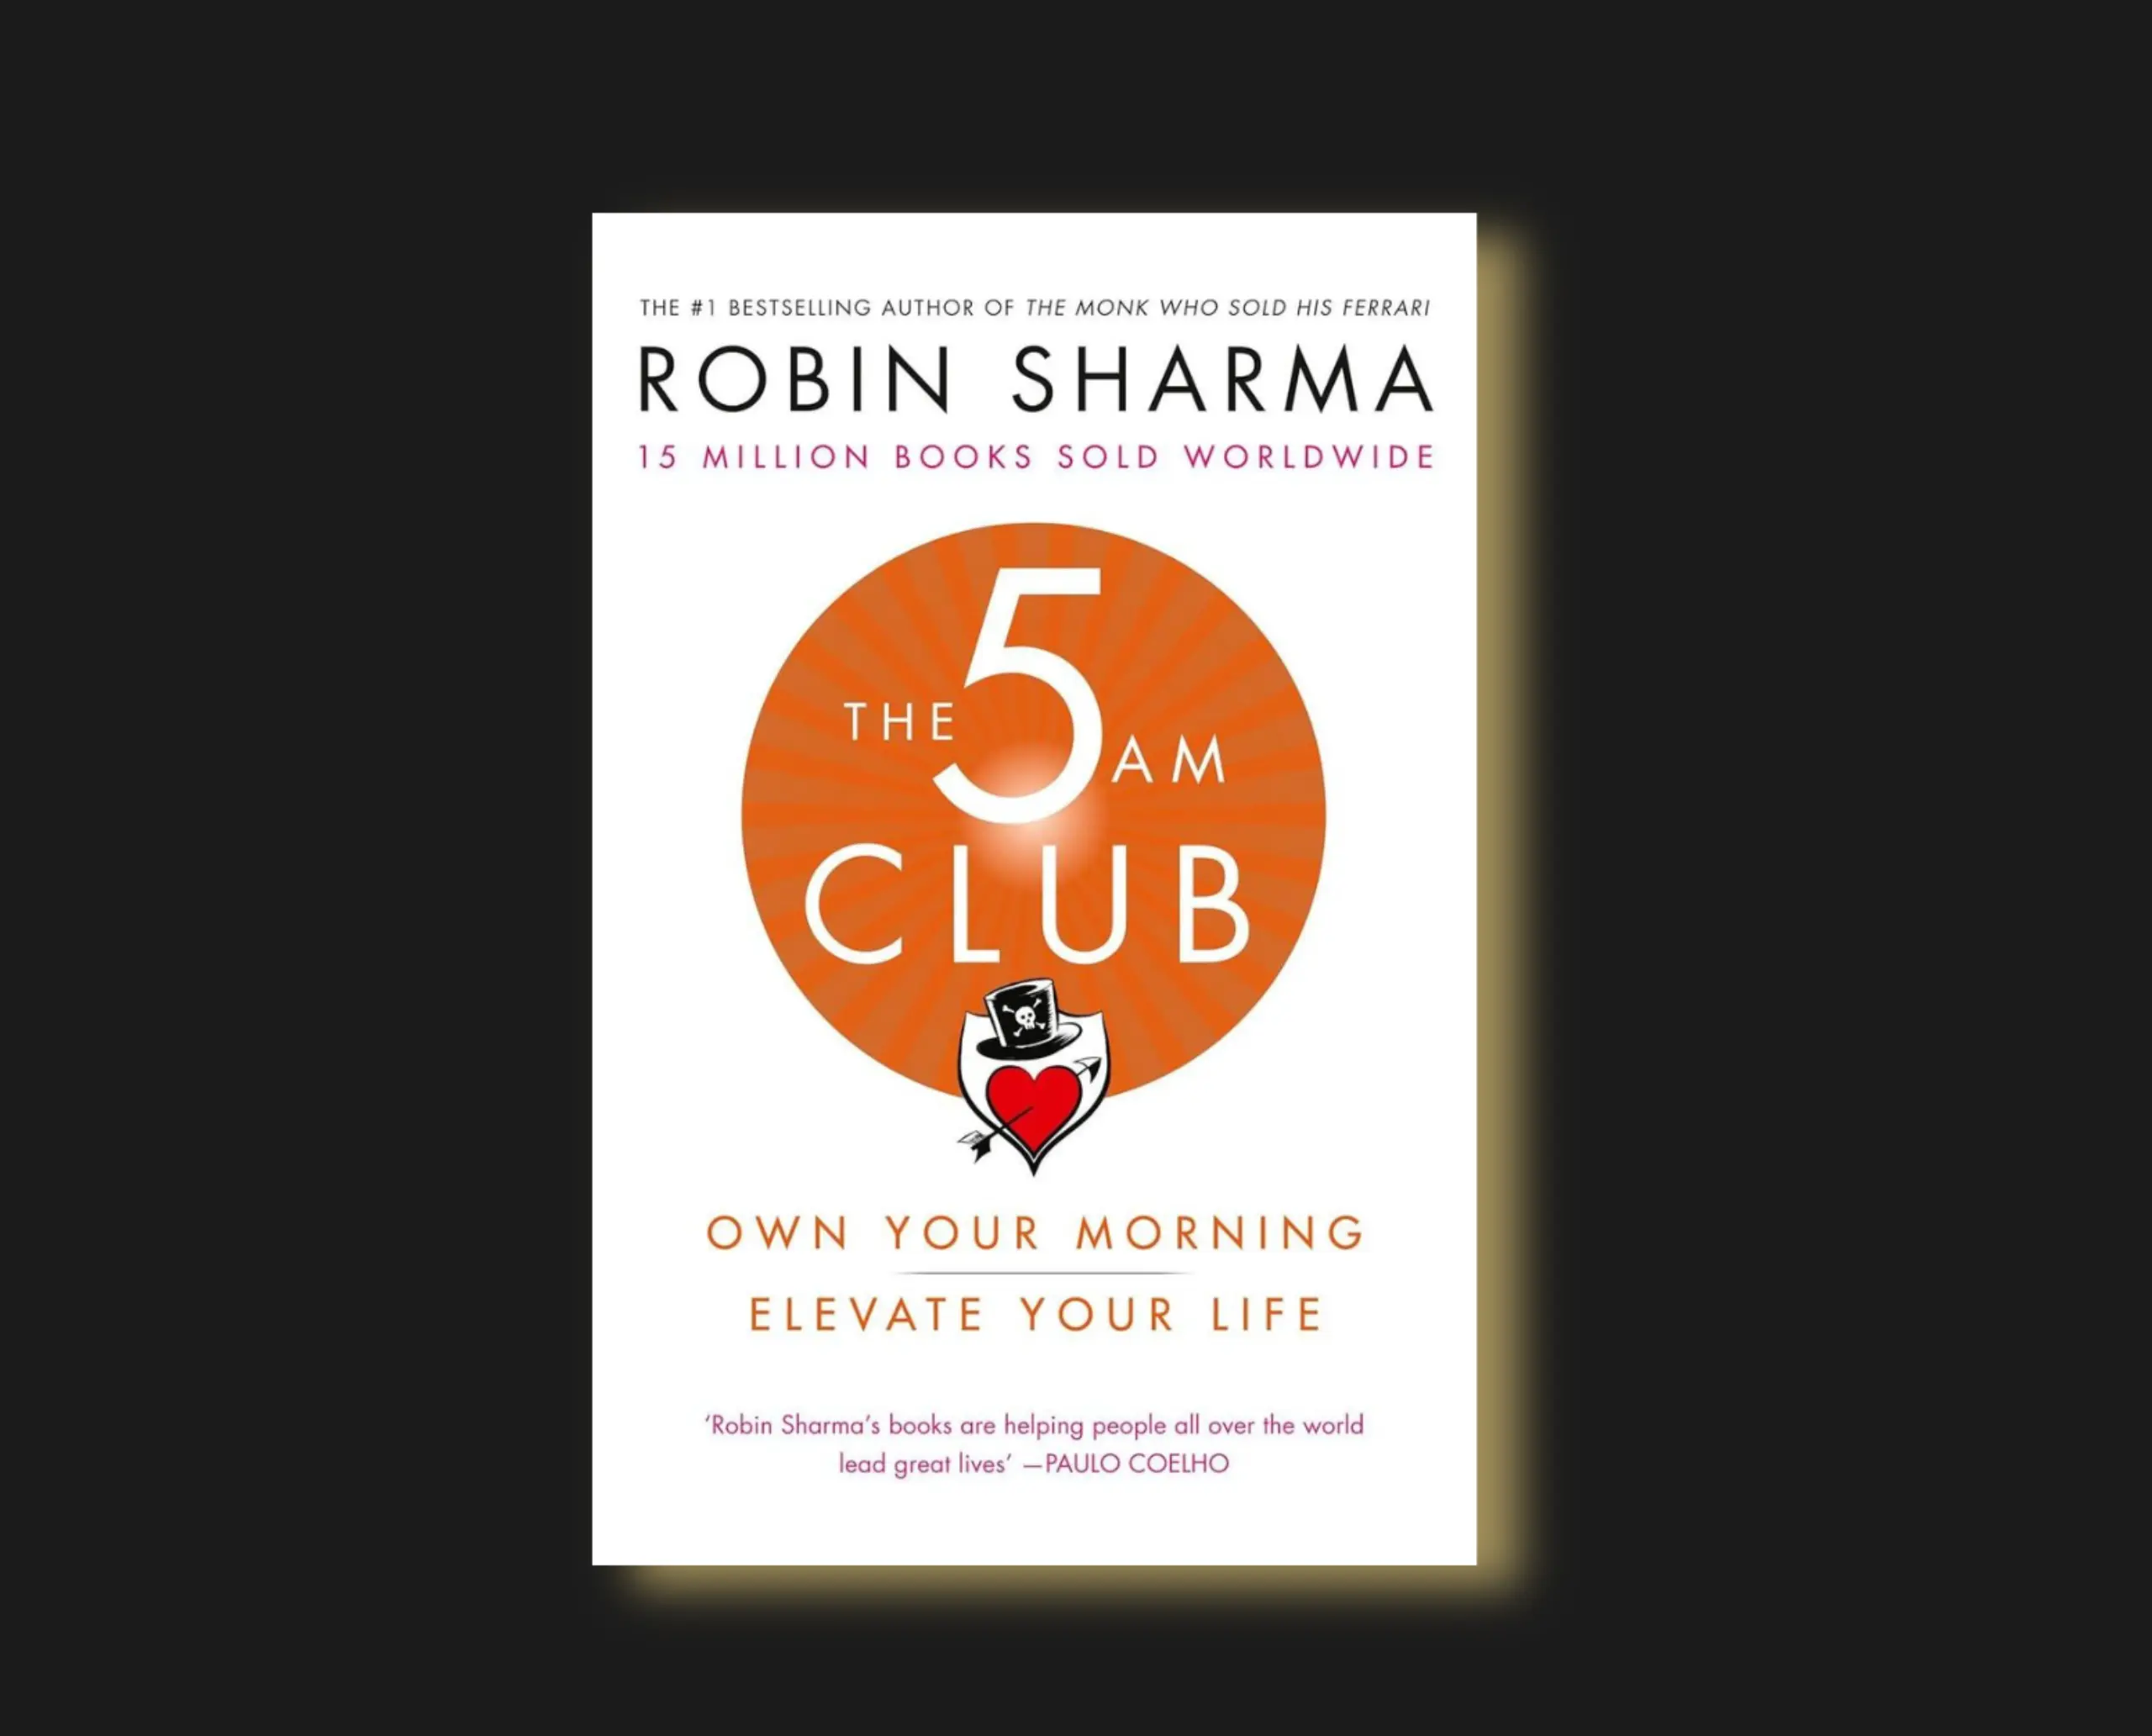 THE #1 BESTSELLING AUTHOR OF THE MONK WHO SOLD HIS FERRARI
ROBIN SHARMA
15 MILLION BOOKS SOLD WORLDWIDE
THE 5 AM
CLUB
OWN YOUR MORNING
ELEVATE YOUR LIFE
‘Robin Sharma’s books are helping people all over the world
lead great lives’ —PAULO COELHO